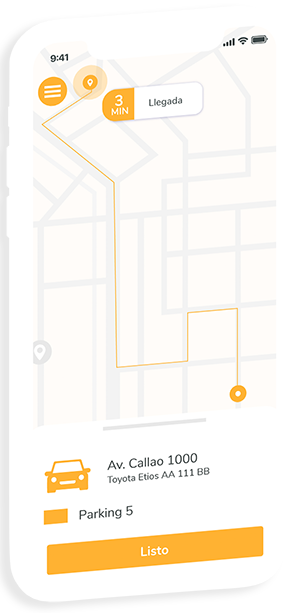 9:41
3
MIN
Llegada
Av. Callao 1000
Toyota Etios AA 111 BB
Parking 5
Listo